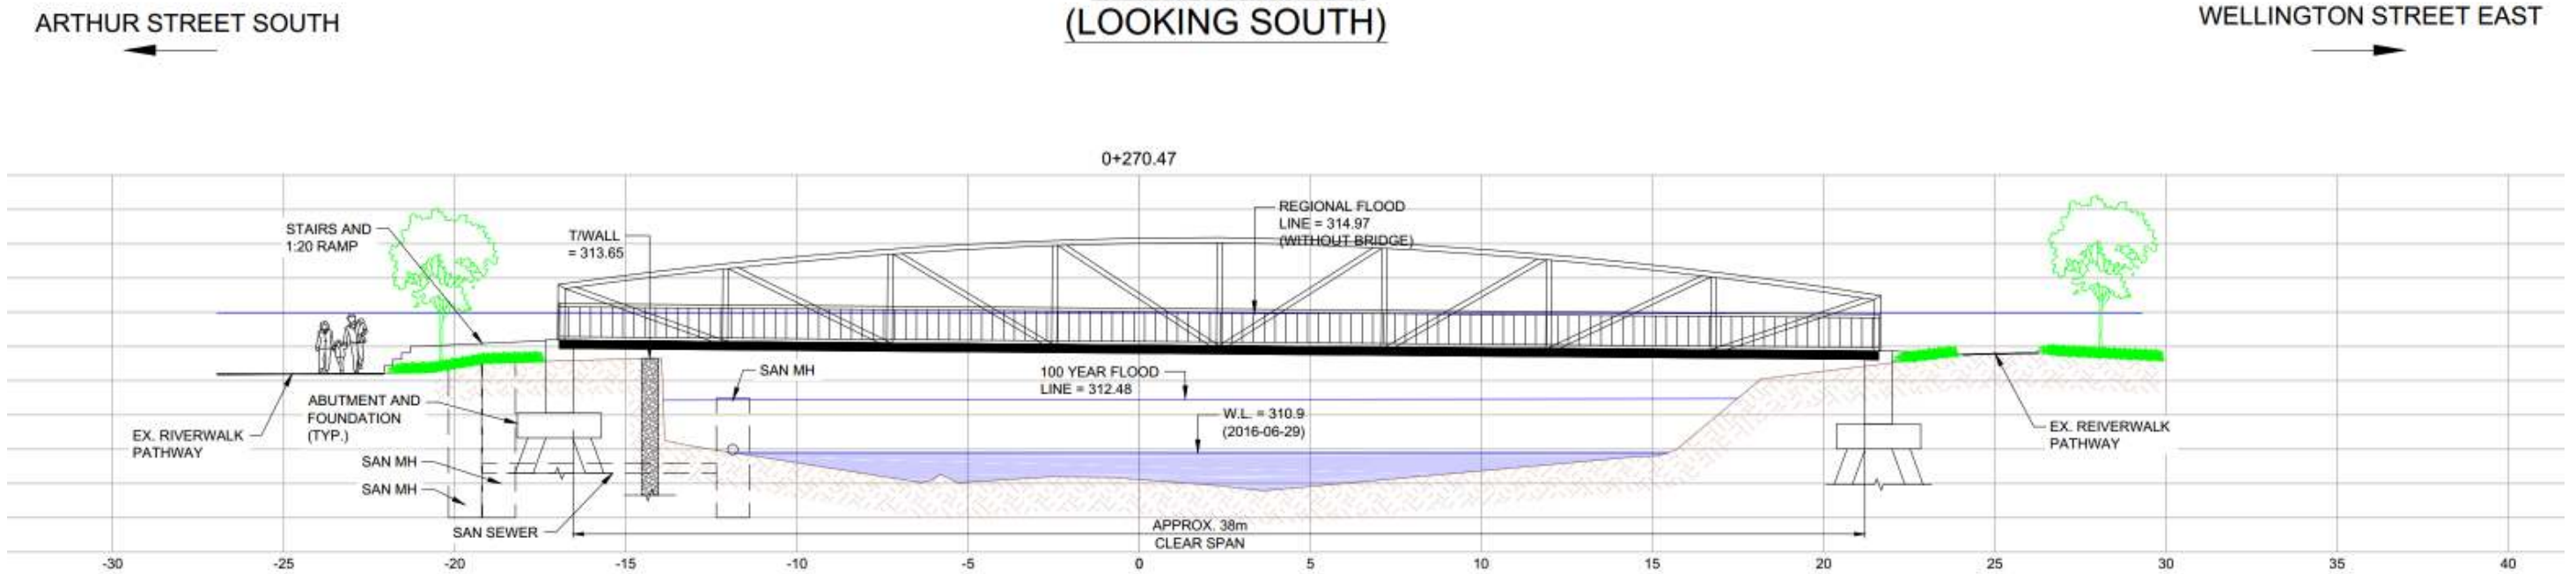 ARTHUR STREET SOUTH
(LOOKING SOUTH)
WELLINGTON STREET EAST
0+270.47
STAIRS AND
1:20 RAMP
T/WALL
= 313.65
REGIONAL FLOOD
LINE = 314.97
(WITHOUT BRIDGE)
SAN MH
100 YEAR FLOOD
LINE = 312.48
W.L. = 310.9
(2016-06-29)
ABUTMENT AND
FOUNDATION
(TYP.)
EX. RIVERWALK
PATHWAY
EX. REIVERWALK
PATHWAY
SAN MH
SAN MH
SAN SEWER
APPROX. 38m
CLEAR SPAN
-30 -25 -20 -15 -10 -5 0 5 10 15 20 25 30 35 40